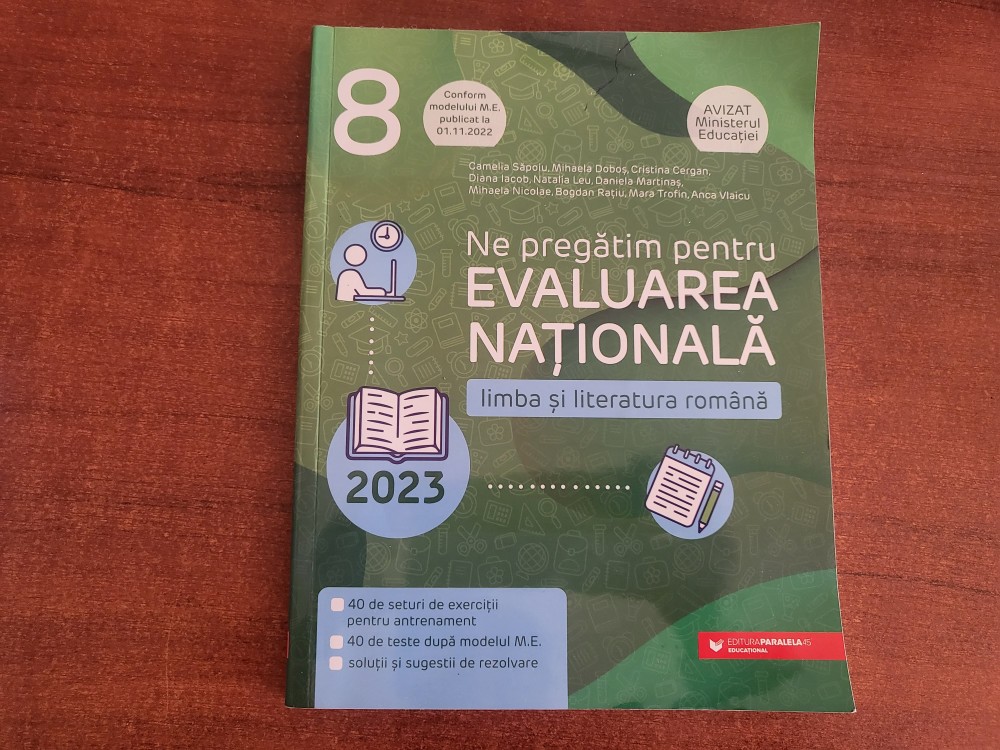 8
Conform
modelului M.E.
publicat la
01.11.2022
AVIZAT
Ministerul
Educației
Camelia Săpoiu, Mihaela Doboș, Cristina Cergan,
Diana Iacob, Natalia Leu, Daniela Martinaș,
Mihaela Nicolae, Bogdan Rațiu, Mara Trofin, Anca Vlaicu
Ne pregătim pentru
EVALUAREA
NAȚIONALĂ
limba și literatura română
2023
40 de seturi de exerciții
pentru antrenament
40 de teste după modelul M.E.
soluții și sugestii de rezolvare
EDITURA PARALELA 45
EDUCAȚIONAL